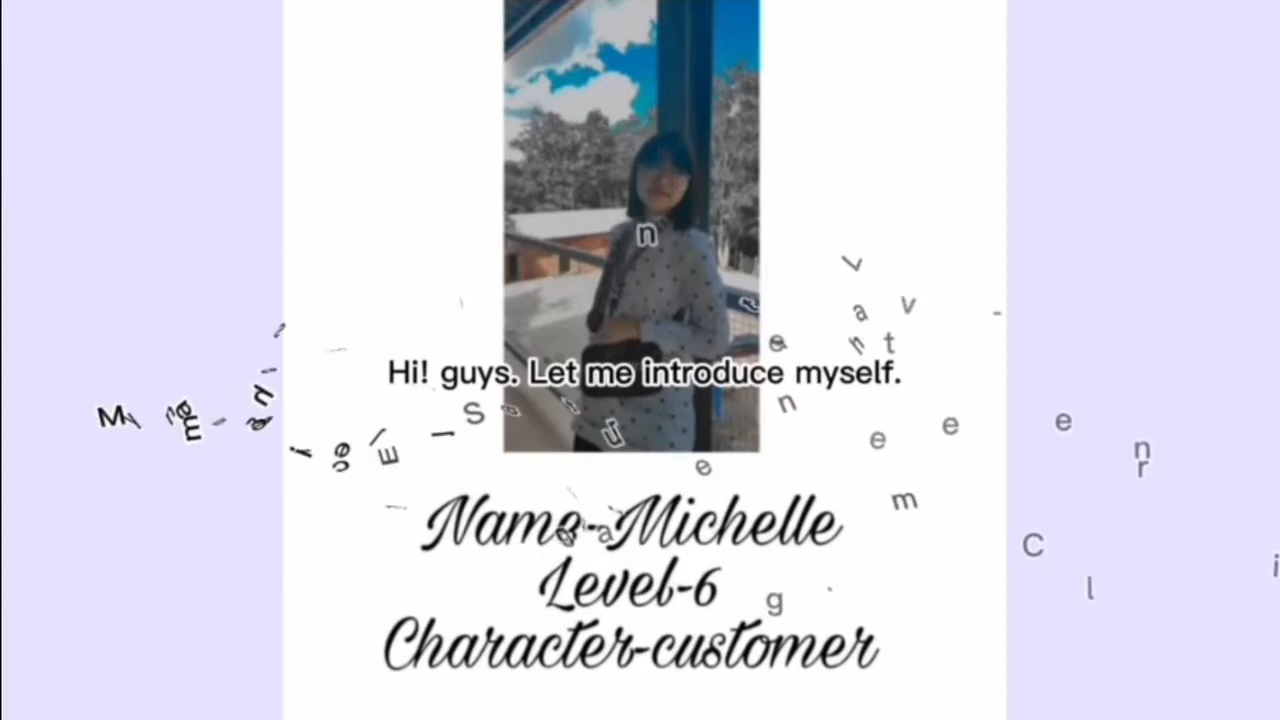 Hi! guys. Let me introduce myself.
Name-Michelle
Level-6
Character-customer